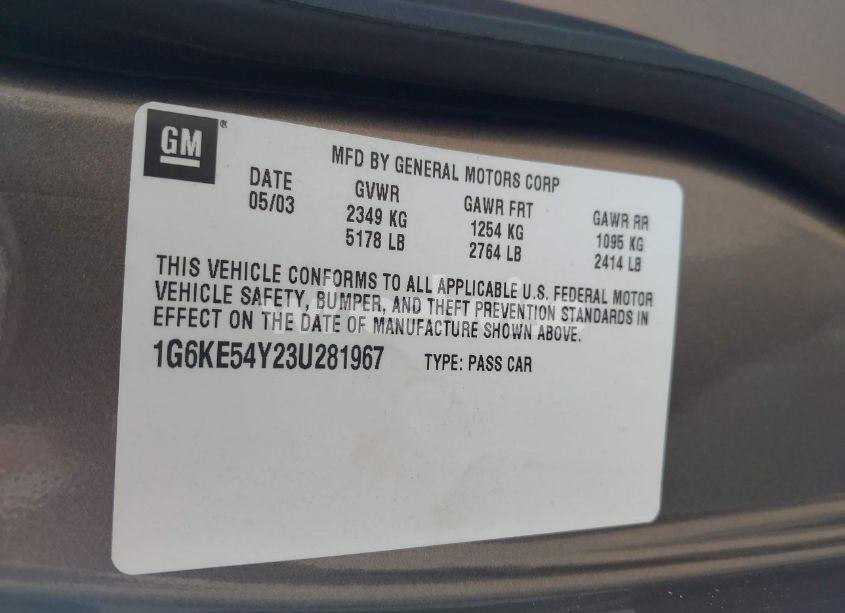 GM®
MFD BY GENERAL MOTORS CORP
DATE GVWR GAWR FRT GAWR RR
05/03 2349 KG 1254 KG 1095 KG
5178 LB 2764 LB 2414 LB
THIS VEHICLE CONFORMS TO ALL APPLICABLE U.S. FEDERAL MOTOR
VEHICLE SAFETY, BUMPER, AND THEFT PREVENTION STANDARDS IN
EFFECT ON THE DATE OF MANUFACTURE SHOWN ABOVE.
1G6KE54Y23U281967 TYPE: PASS CAR